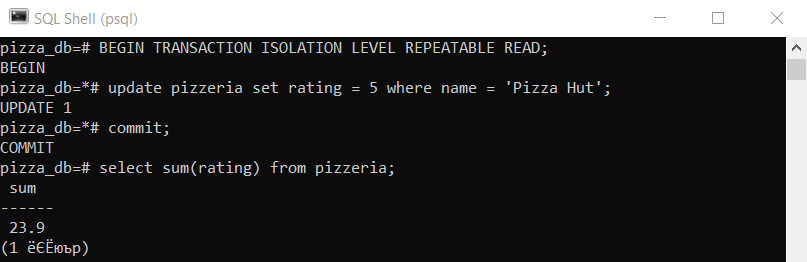 SQL Shell (psql)
pizza_db=# BEGIN TRANSACTION ISOLATION LEVEL REPEATABLE READ;
BEGIN
pizza_db=*# update pizzeria set rating = 5 where name = 'Pizza Hut';
UPDATE 1
pizza_db=*# commit;
COMMIT
pizza_db=# select sum(rating) from pizzeria;
sum
------
23.9
(1 ёЄЁюър)